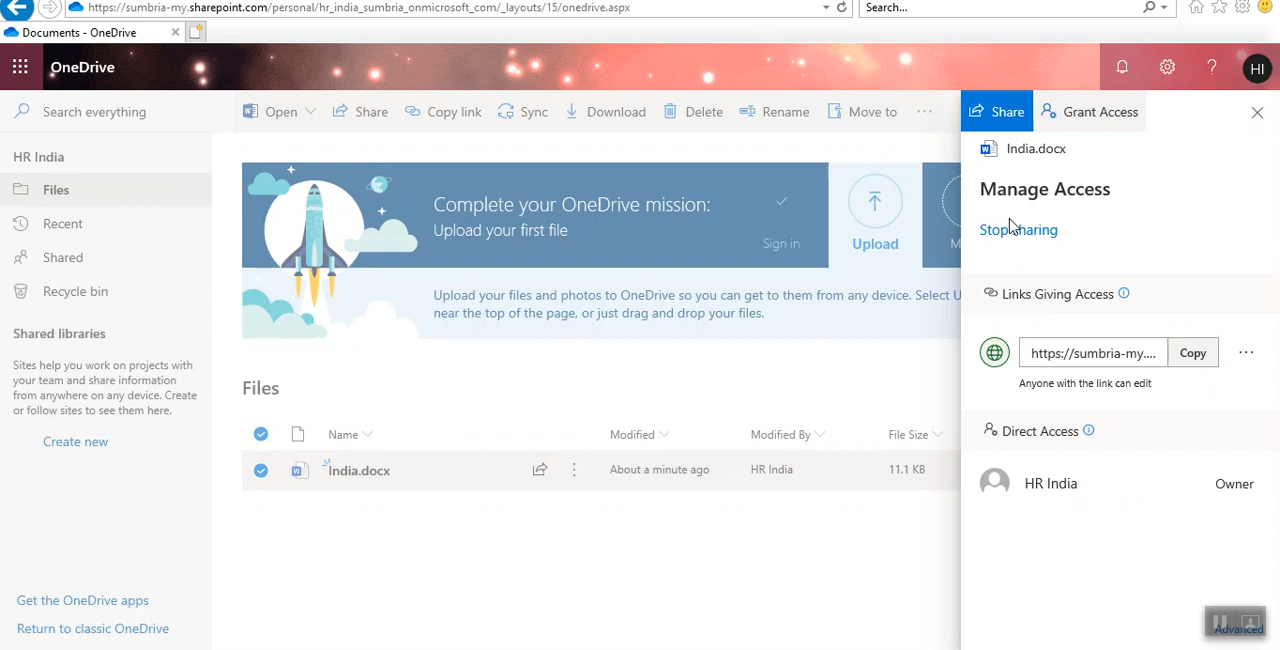 https://sumbria-my.sharepoint.com/personal/hr_india_sumbria_onmicrosoft_com/_layouts/15/onedrive.aspx
Search...
Documents - OneDrive
OneDrive
HI
Search everything
Open
Share
Copy link
Sync
Download
Delete
Rename
Move to
Share
Grant Access
HR India
Files
Recent
Shared
Recycle bin
Shared libraries
Sites help you work on projects with
your team and share information
from anywhere on any device. Create
or follow sites to see them here.
Create new
Get the OneDrive apps
Return to classic OneDrive
Complete your OneDrive mission:
Upload your first file
Sign in
Upload
M
Upload your files and photos to OneDrive so you can get to them from any device. Select U
near the top of the page, or just drag and drop your files.
Files
Name
Modified
Modified By
File Size
India.docx
About a minute ago
HR India
11.1 KB
India.docx
Manage Access
Stop sharing
Links Giving Access
https://sumbria-my....
Copy
Anyone with the link can edit
Direct Access
HR India
Owner
Advanced